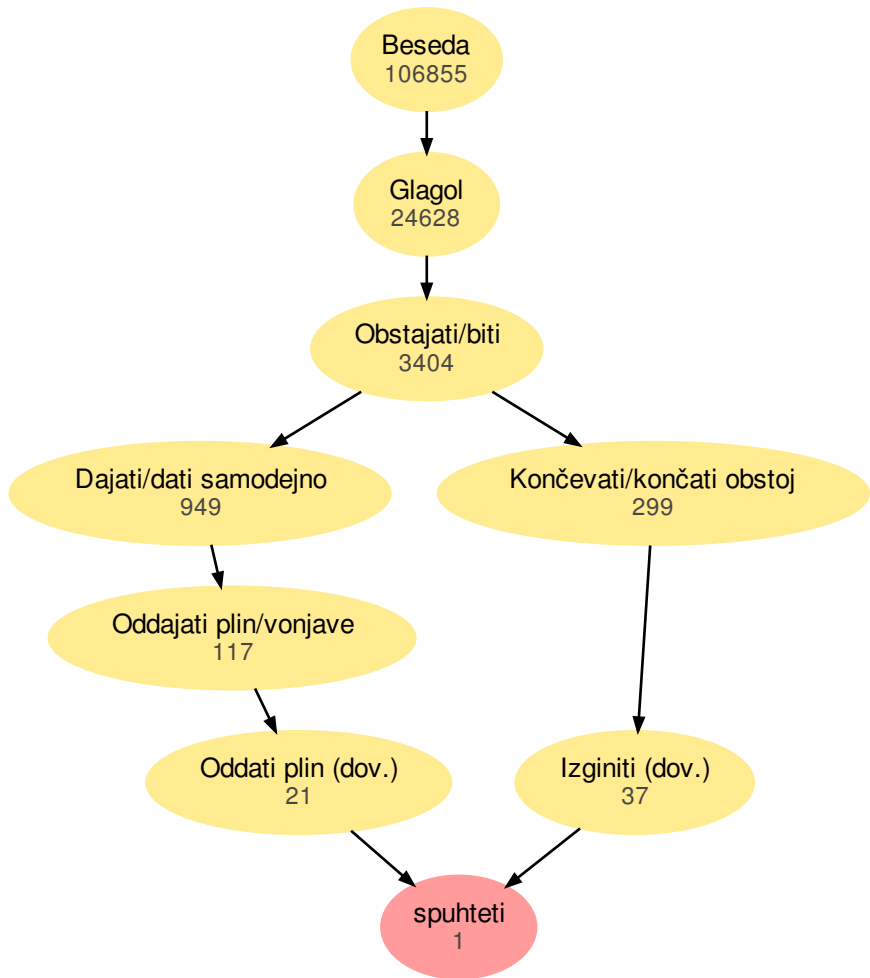 Beseda
106855
Glagol
24628
Obstajati/biti
3404
Dajati/dati samodejno
949
Končevati/končati obstoj
299
Oddajati plin/vonjave
117
Oddati plin (dov.)
21
Izginiti (dov.)
37
spuhteti
1